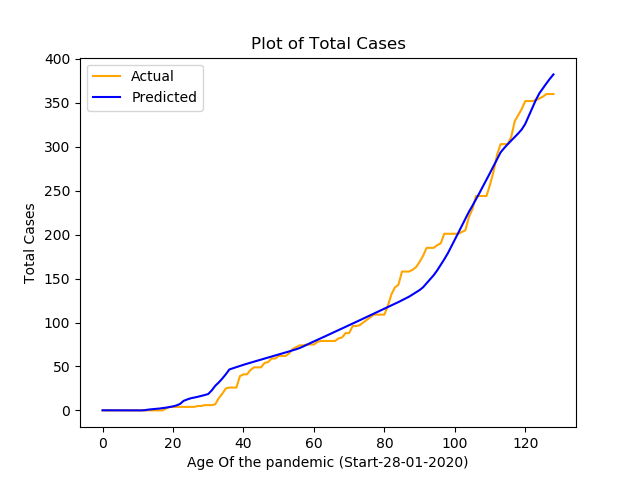 Plot of Total Cases
Actual
Predicted
400
350
300
250
200
150
100
50
0
Total Cases
0 20 40 60 80 100 120
Age Of the pandemic (Start-28-01-2020)